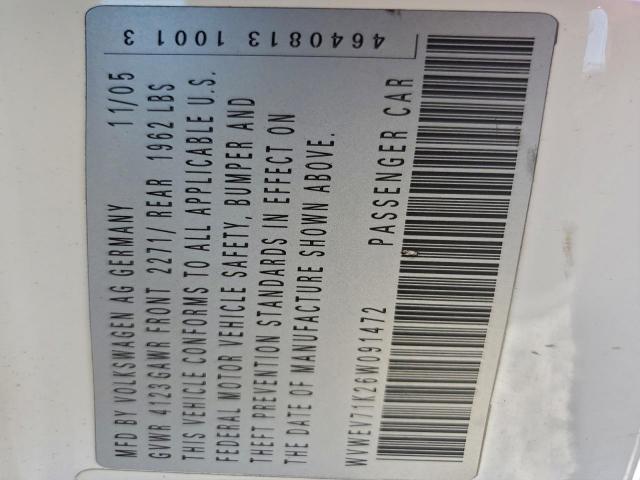 MFD BY VOLKSWAGEN AG GERMANY 11/05
GVWR 4123GAWR FRONT 2271/ REAR 1962 LBS
THIS VEHICLE CONFORMS TO ALL APPLICABLE U.S.
FEDERAL MOTOR VEHICLE SAFETY, BUMPER AND
THEFT PREVENTION STANDARDS IN EFFECT ON
THE DATE OF MANUFACTURE SHOWN ABOVE.
WVWEV71K26W091472 PASSENGER CAR
4640813 1001 3